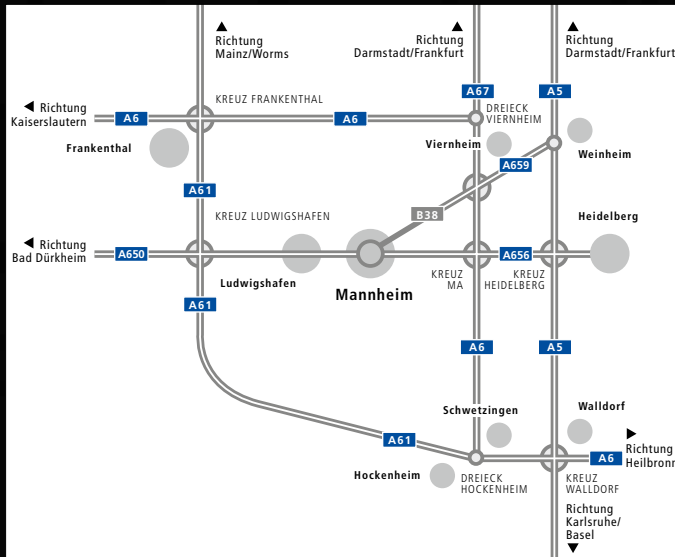 Richtung
Mainz/Worms
Richtung
Darmstadt/Frankfurt
Richtung
Darmstadt/Frankfurt
A67
A5
Richtung
Kaiserslautern
A6
KREUZ FRANKENTHAL
A6
DREIECK
VIERNHEIM
Frankenthal
Viernheim
Weinheim
A659
A61
KREUZ LUDWIGSHAFEN
B38
Heidelberg
Richtung
Bad Dürkheim
A650
A656
Ludwigshafen
Mannheim
KREUZ
MA
KREUZ
HEIDELBERG
A61
A6
A5
Schwetzingen
Walldorf
A61
Richtung
Heilbronn
A6
Hockenheim
DREIECK
HOCKENHEIM
KREUZ
WALLDORF
Richtung
Karlsruhe/
Basel